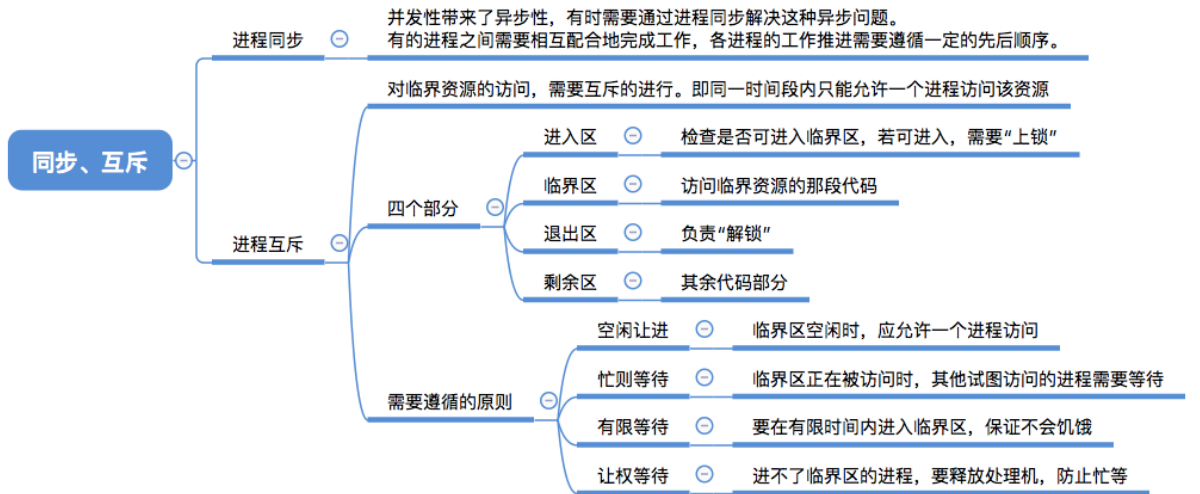 同步、互斥
进程同步
并发性带来了异步性，有时需要通过进程同步解决这种异步问题。
有的进程之间需要相互配合地完成工作，各进程的工作推进需要遵循一定的先后顺序。
进程互斥
对临界资源的访问，需要互斥的进行。即同一时间段内只能允许一个进程访问该资源
四个部分
进入区
检查是否可进入临界区，若可进入，需要“上锁”
临界区
访问临界资源的那段代码
退出区
负责“解锁”
剩余区
其余代码部分
需要遵循的原则
空闲让进
临界区空闲时，应允许一个进程访问
忙则等待
临界区正在被访问时，其他试图访问的进程需要等待
有限等待
要在有限时间内进入临界区，保证不会饥饿
让权等待
进不了临界区的进程，要释放处理机，防止忙等